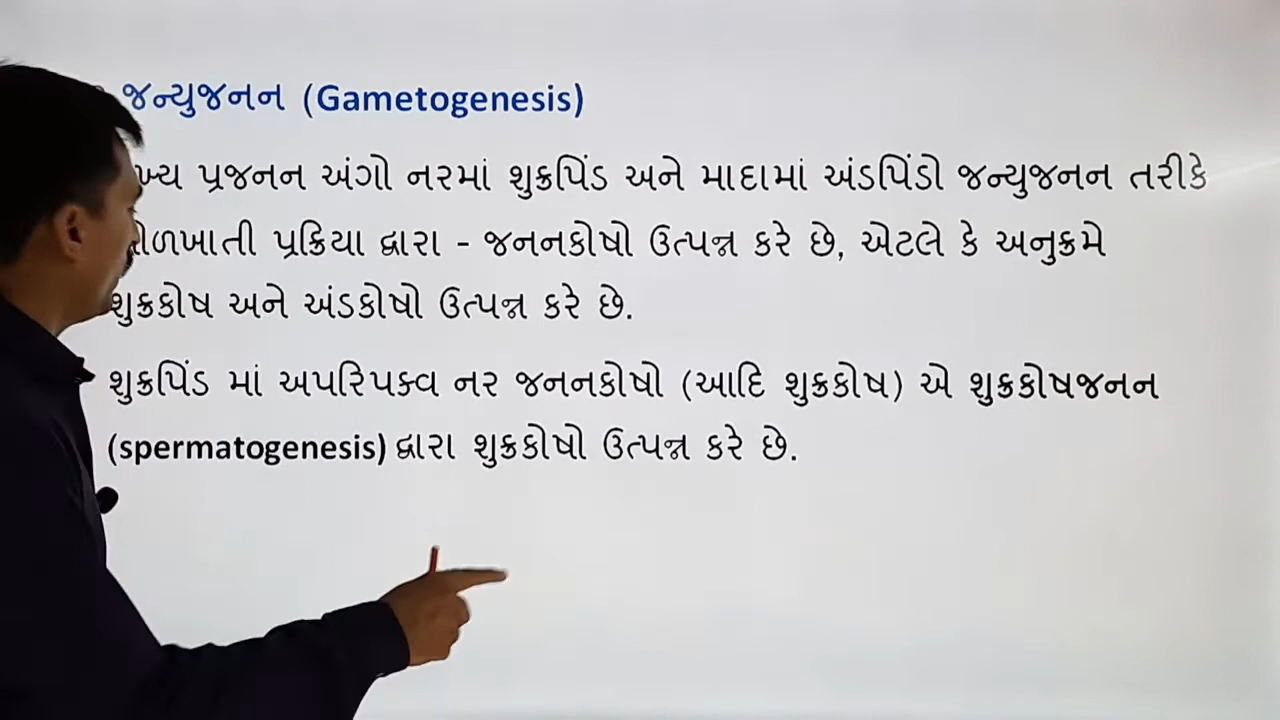 જન્યુજનન (Gametogenesis)
પ્રજનન અંગો નરમાં શુક્રપિંડ અને માદામાં અંડપિંડો જન્યુજનન તરીકે
પ્રક્રિયા દ્વારા - જનનકોષો ઉત્પન્ન કરે છે, એટલે કે અનુક્રમે
શુક્રકોષ અને અંડકોષો ઉત્પન્ન કરે છે.
શુક્રપિંડ માં અપરિપક્વ નર જનનકોષો (આદિ શુક્રકોષ) એ શુક્રકોષજનન
(spermatogenesis) દ્વારા શુક્રકોષો ઉત્પન્ન કરે છે.